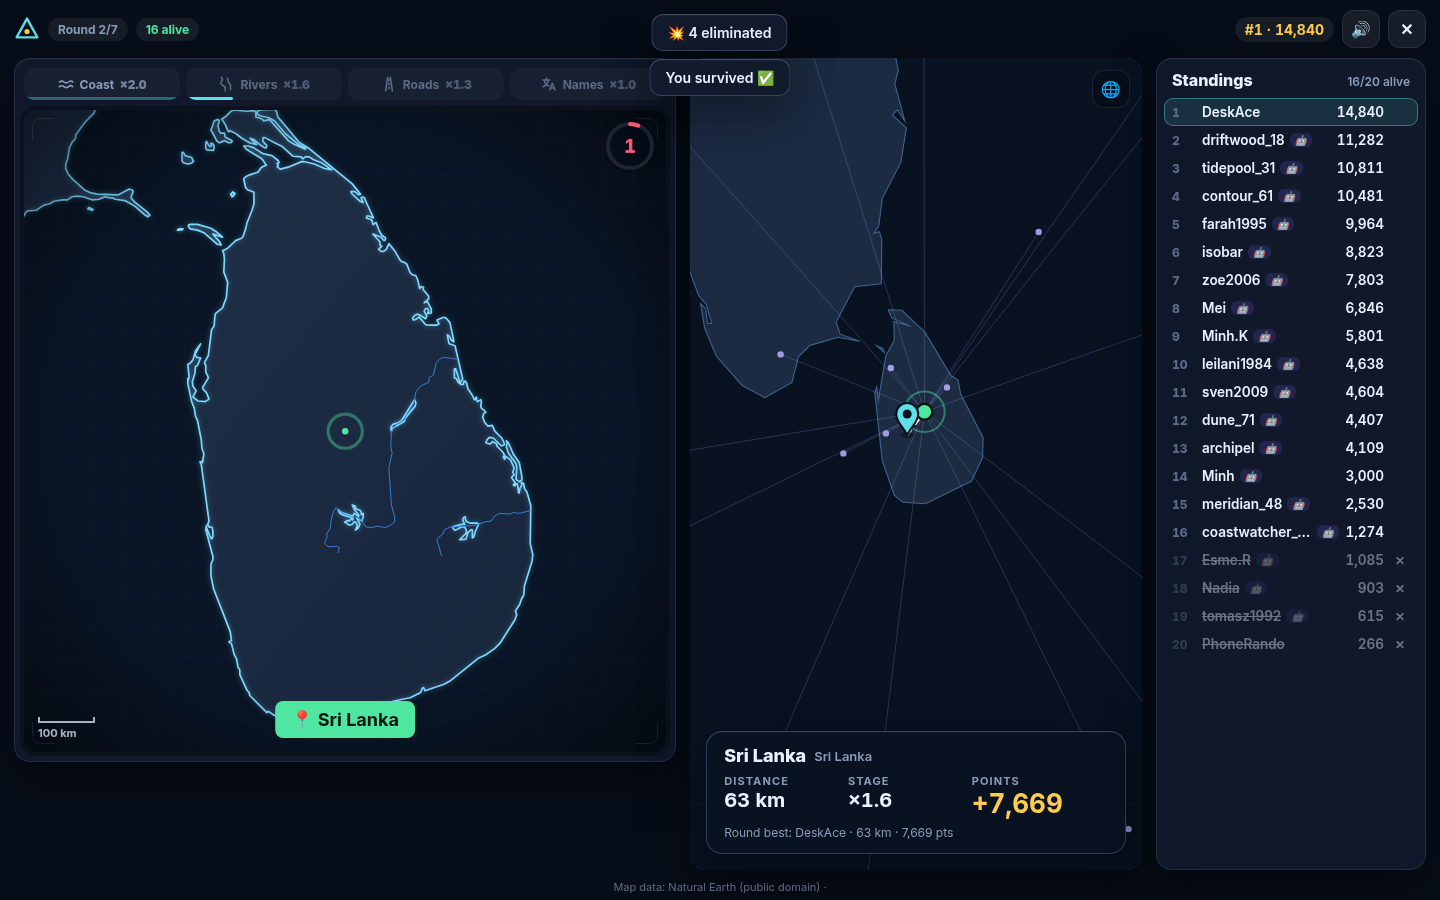 Round 2/7
16 alive
💥 4 eliminated
#1 · 14,840
You survived ✅
Coast ×2.0
Rivers ×1.6
Roads ×1.3
Names ×1.0
1
100 km
📍 Sri Lanka
Sri Lanka Sri Lanka
DISTANCE STAGE POINTS
63 km ×1.6 +7,669
Round best: DeskAce · 63 km · 7,669 pts
Standings 16/20 alive
1 DeskAce 14,840
2 driftwood_18 11,282
3 tidepool_31 10,811
4 contour_61 10,481
5 farah1995 9,964
6 isobar 8,823
7 zoe2006 7,803
8 Mei 6,846
9 Minh.K 5,801
10 leilani1984 4,638
11 sven2009 4,604
12 dune_71 4,407
13 archipel 4,109
14 Minh 3,000
15 meridian_48 2,530
16 coastwatcher_... 1,274
17 Esme.R 1,085 ×
18 Nadia 903 ×
19 tomasz1992 615 ×
20 PhoneRando 266 ×
Map data: Natural Earth (public domain) ·